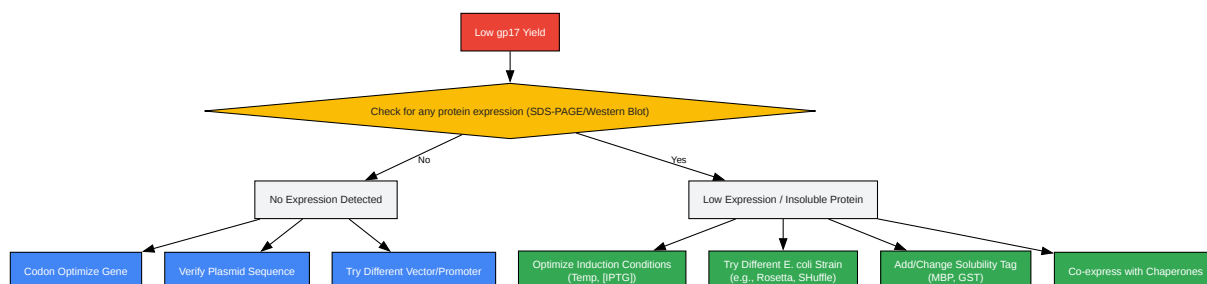 Low gp17 Yield
Check for any protein expression (SDS-PAGE/Western Blot)
No
Yes
No Expression Detected
Low Expression / Insoluble Protein
Codon Optimize Gene
Verify Plasmid Sequence
Try Different Vector/Promoter
Optimize Induction Conditions
(Temp, [IPTG])
Try Different E. coli Strain
(e.g., Rosetta, SHuffle)
Add/Change Solubility Tag
(MBP, GST)
Co-express with Chaperones